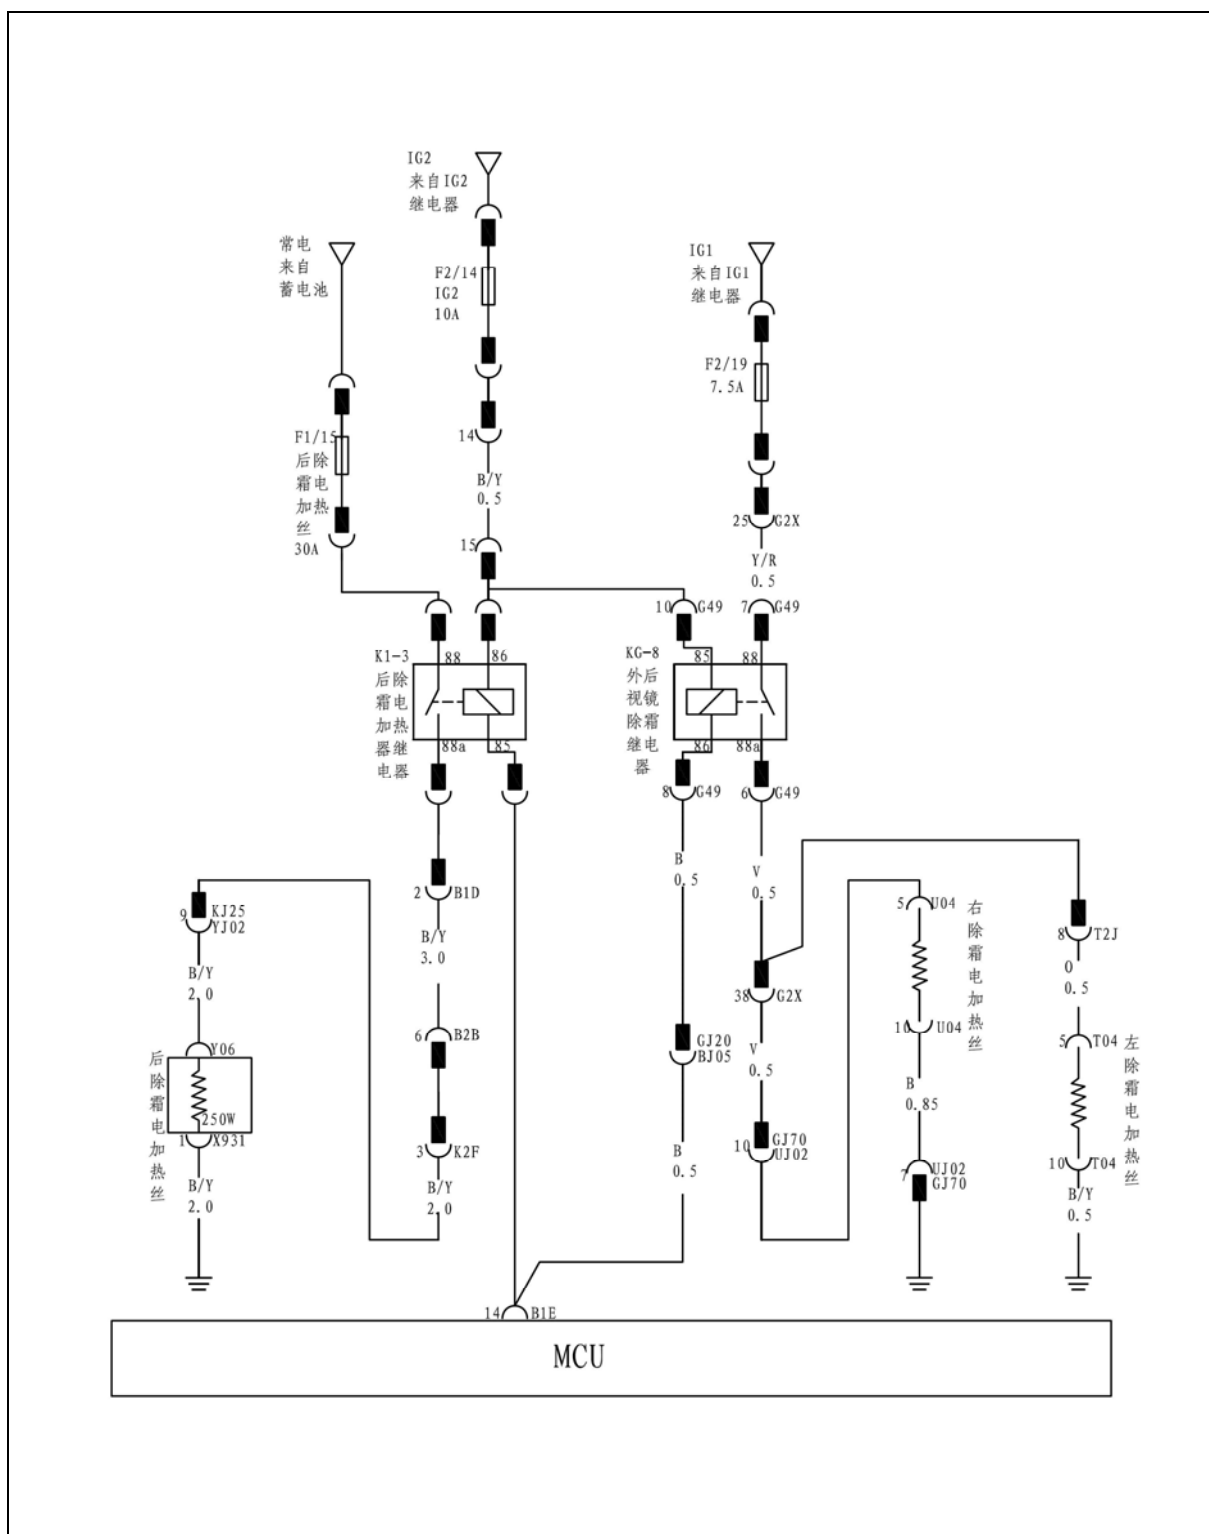 IG2
来自IG2
继电器
常电
来自
蓄电池
IG1
来自IG1
继电器
F2/14
IG2
10A
F2/19
7.5A
F1/15
后除
霜电
加热
丝
30A
14
B/Y
0.5
25
G2X
15
Y/R
0.5
10
G49
7
G49
K1-3
后除
霜电
加热
器继
电器
88
86
88a
85
KG-8
外后
视镜
除霜
继电
器
85
88
86
88a
8
G49
6
G49
B
0.5
V
0.5
2
B1D
B/Y
3.0
9
KJ25
YJ02
B/Y
2.0
5
U04
右
除
霜
电
加
热
丝
8
T2J
O
0.5
38
G2X
6
B2B
GJ20
BJ05
V
0.5
10
U04
5
T04
左
除
霜
电
加
热
丝
Y06
后
除
霜
电
加
热
丝
250W
1
X931
B/Y
2.0
3
K2F
B/Y
2.0
B
0.5
10
GJ70
UJ02
B
0.85
7
UJ02
GJ70
10
T04
B/Y
0.5
14
B1E
MCU